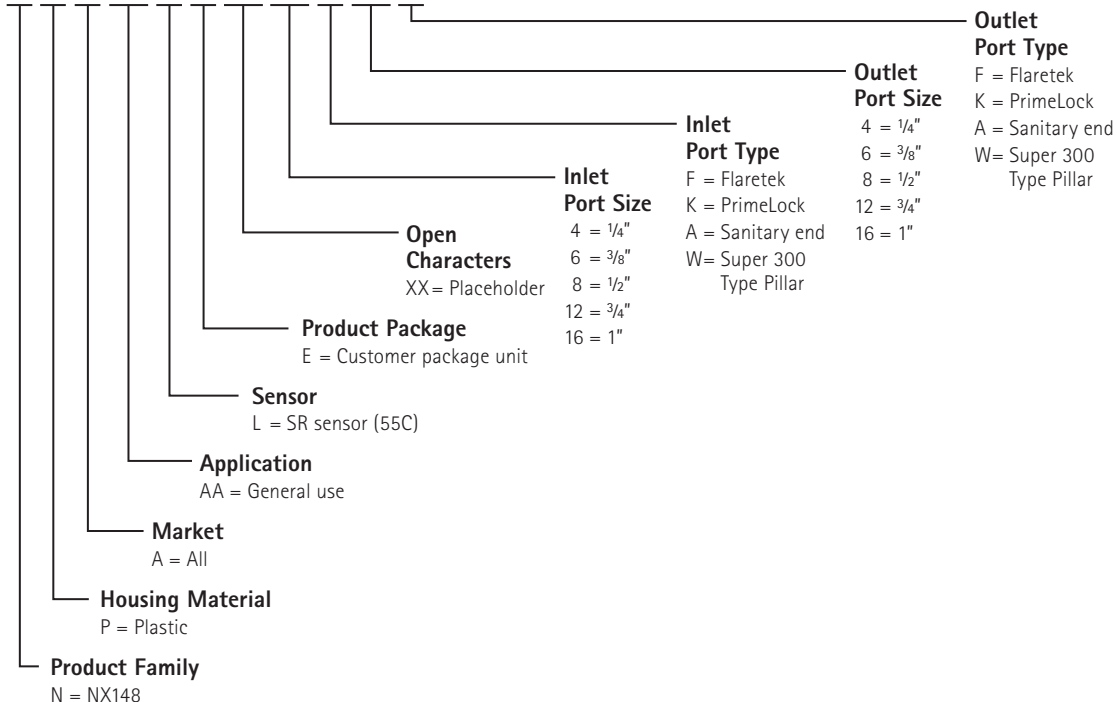 Outlet
Port Type
F = Flaretek
K = PrimeLock
A = Sanitary end
W= Super 300
Type Pillar
Outlet
Port Size
4 = 1/4"
6 = 3/8"
8 = 1/2"
12 = 3/4"
16 = 1"
Inlet
Port Type
F = Flaretek
K = PrimeLock
A = Sanitary end
W= Super 300
Type Pillar
Inlet
Port Size
4 = 1/4"
6 = 3/8"
8 = 1/2"
12 = 3/4"
16 = 1"
Open
Characters
XX= Placeholder
Product Package
E = Customer package unit
Sensor
L = SR sensor (55C)
Application
AA = General use
Market
A = All
Housing Material
P = Plastic
Product Family
N = NX148